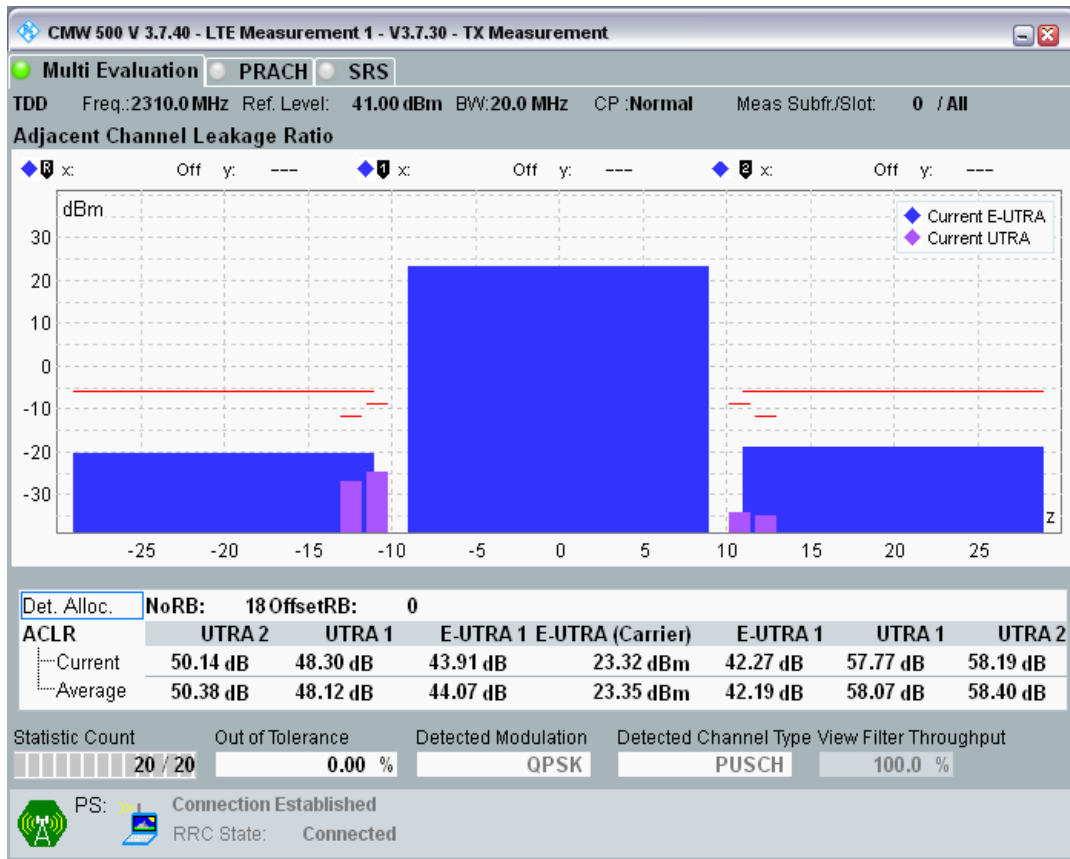 CMW 500 V 3.7.40 - LTE Measurement 1 - V3.7.30 - TX Measurement
Multi Evaluation PRACH SRS
TDD Freq.:2310.0 MHz Ref. Level: 41.00 dBm BW:20.0 MHz CP :Normal Meas Subfr./Slot: 0 / All
Adjacent Channel Leakage Ratio
R x: Off y: --- 1 x: Off y: --- 2 x: Off y: ---
dBm
Current E-UTRA
Current UTRA
30
20
10
0
-10
-20
-30
z
-25 -20 -15 -10 -5 0 5 10 15 20 25
Det. Alloc. NoRB: 18 OffsetRB: 0
ACLR UTRA 2 UTRA 1 E-UTRA 1 E-UTRA (Carrier) E-UTRA 1 UTRA 1 UTRA 2
Current 50.14 dB 48.30 dB 43.91 dB 23.32 dBm 42.27 dB 57.77 dB 58.19 dB
Average 50.38 dB 48.12 dB 44.07 dB 23.35 dBm 42.19 dB 58.07 dB 58.40 dB
Statistic Count Out of Tolerance Detected Modulation Detected Channel Type View Filter Throughput
20 / 20 0.00 % QPSK PUSCH 100.0 %
PS: Connection Established
RRC State: Connected